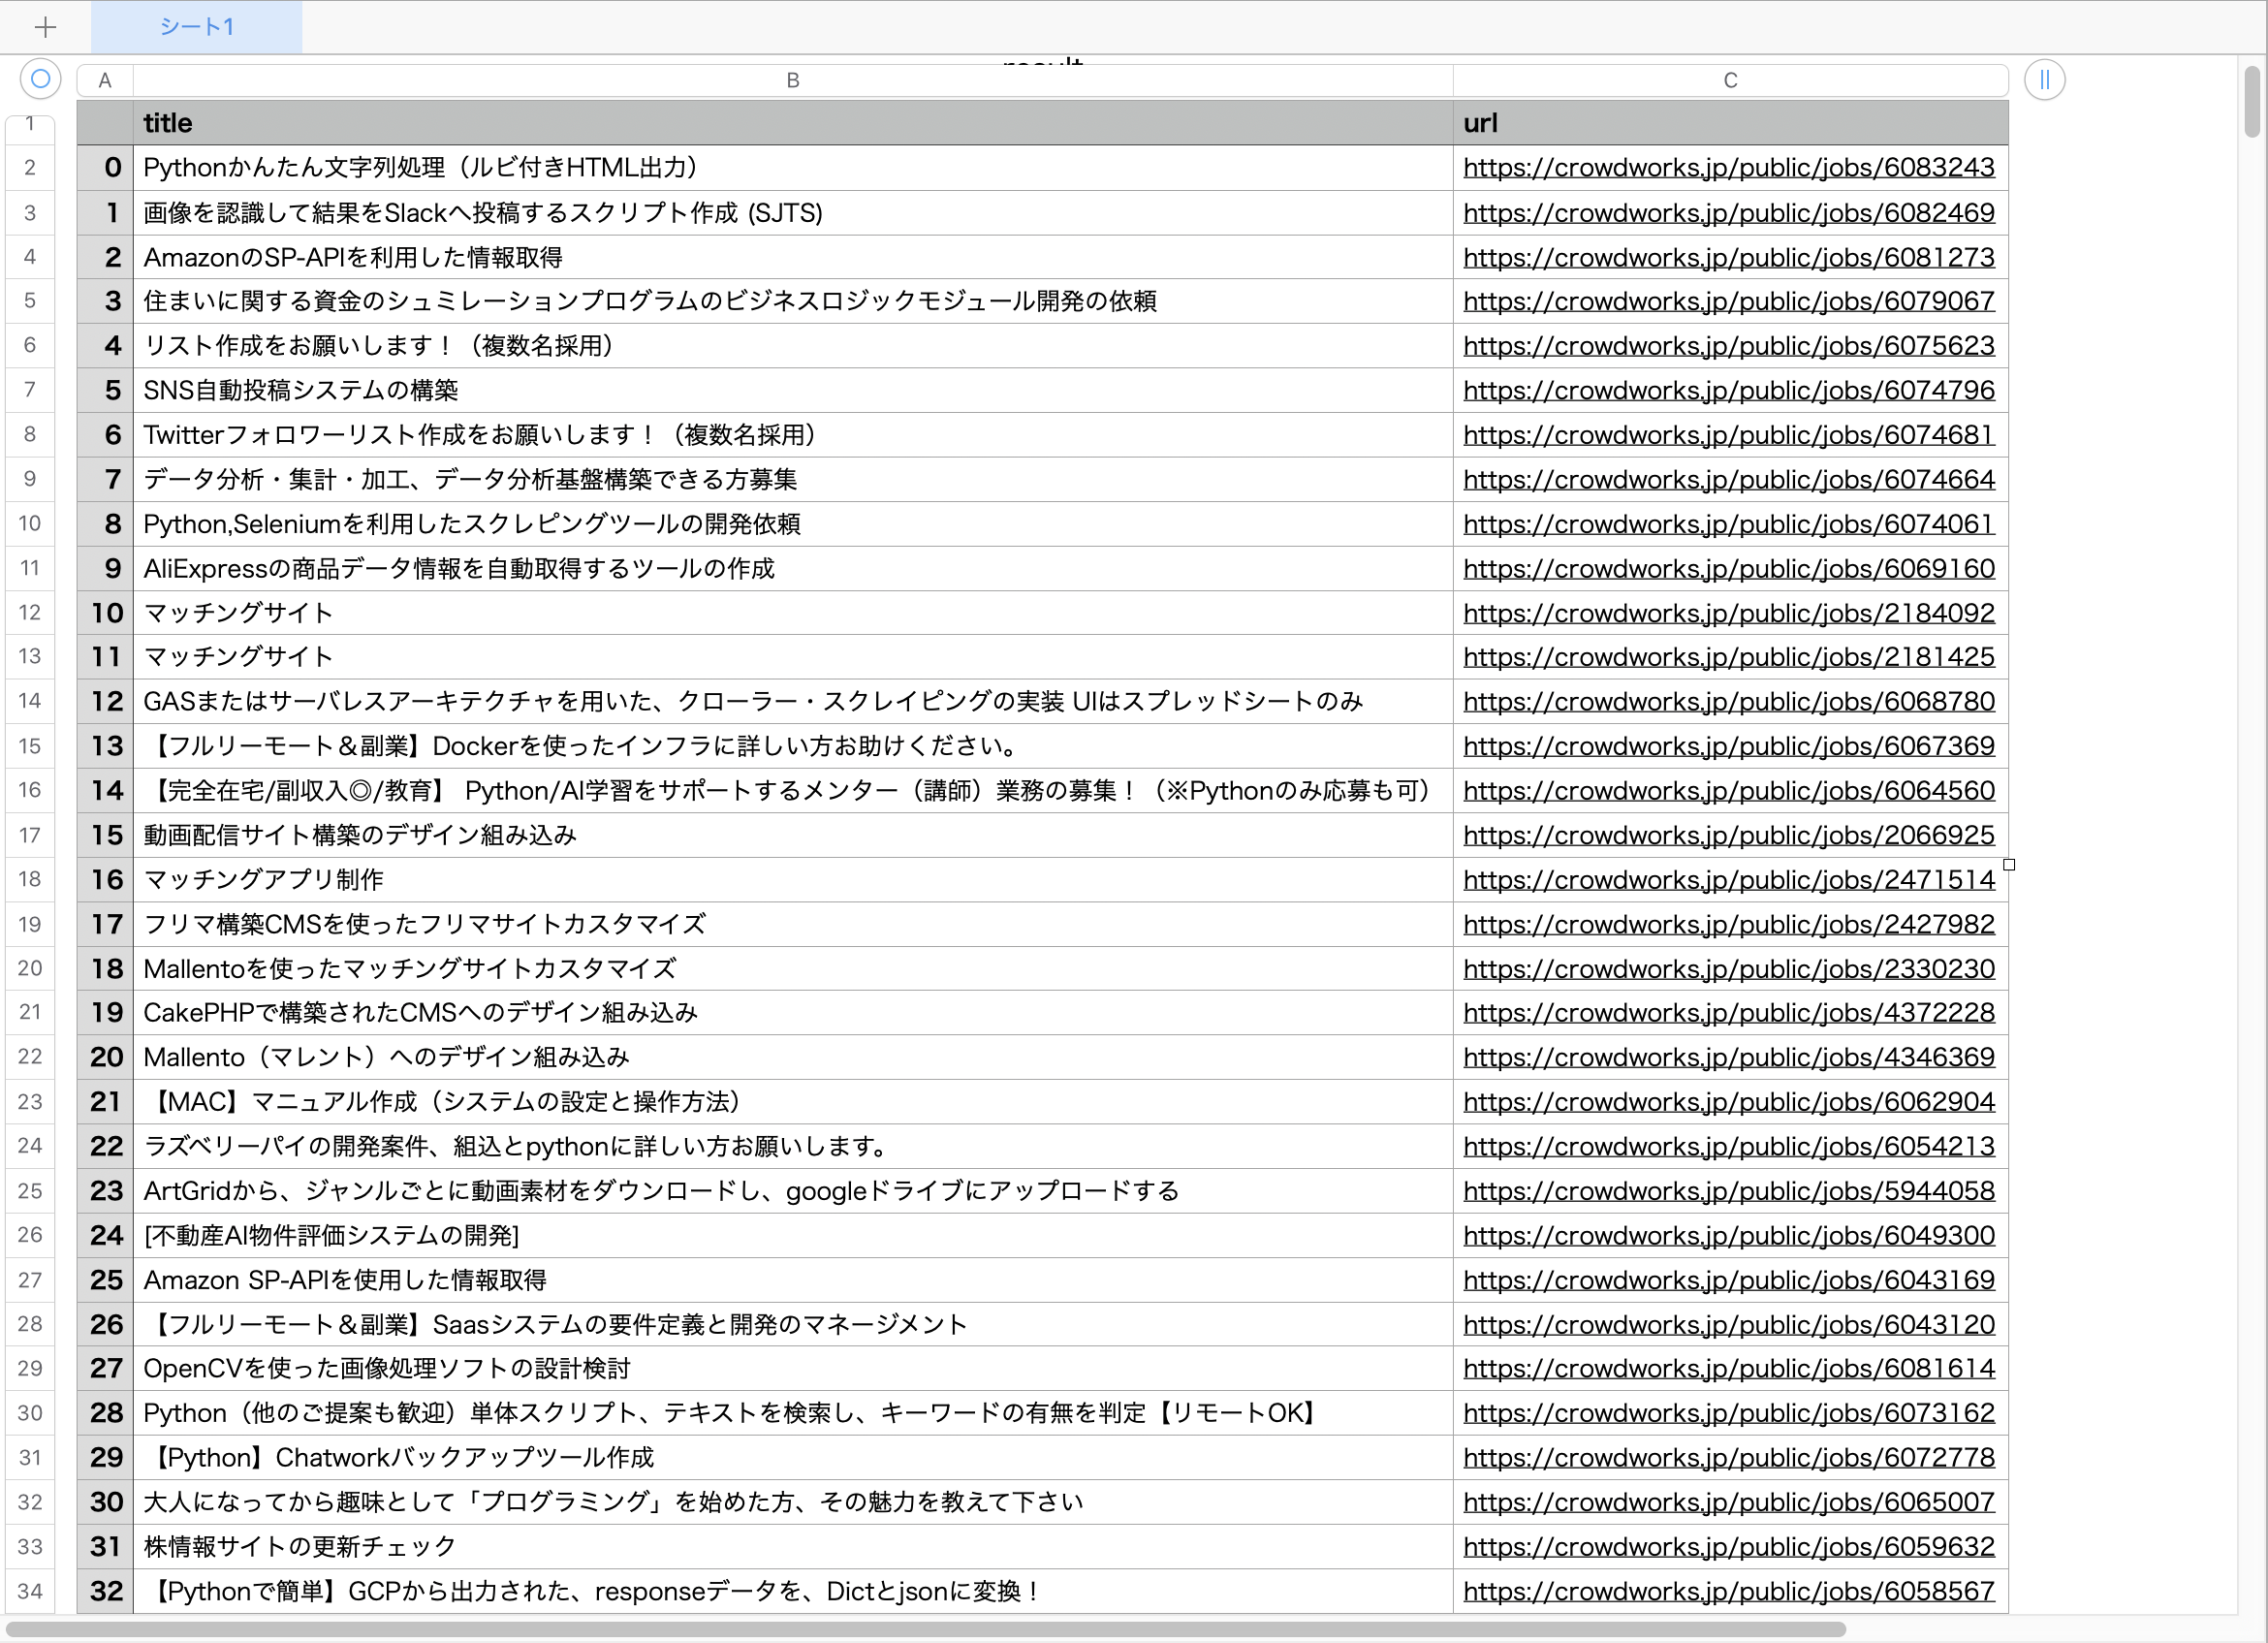 シート1
A B C
1 title url
2 0 Pythonかんたん文字列処理（ルビ付きHTML出力） https://crowdworks.jp/public/jobs/6083243
3 1 画像を認識して結果をSlackへ投稿するスクリプト作成 (SJTS) https://crowdworks.jp/public/jobs/6082469
4 2 AmazonのSP-APIを利用した情報取得 https://crowdworks.jp/public/jobs/6081273
5 3 住まいに関する資金のシュミレーションプログラムのビジネスロジックモジュール開発の依頼 https://crowdworks.jp/public/jobs/6079067
6 4 リスト作成をお願いします！（複数名採用） https://crowdworks.jp/public/jobs/6075623
7 5 SNS自動投稿システムの構築 https://crowdworks.jp/public/jobs/6074796
8 6 Twitterフォロワーリスト作成をお願いします！（複数名採用） https://crowdworks.jp/public/jobs/6074681
9 7 データ分析・集計・加工、データ分析基盤構築できる方募集 https://crowdworks.jp/public/jobs/6074664
10 8 Python,Seleniumを利用したスクレピングツールの開発依頼 https://crowdworks.jp/public/jobs/6074061
11 9 AliExpressの商品データ情報を自動取得するツールの作成 https://crowdworks.jp/public/jobs/6069160
12 10 マッチングサイト https://crowdworks.jp/public/jobs/2184092
13 11 マッチングサイト https://crowdworks.jp/public/jobs/2181425
14 12 GASまたはサーバレスアーキテクチャを用いた、クローラー・スクレイピングの実装 UIはスプレッドシートのみ https://crowdworks.jp/public/jobs/6068780
15 13 【フルリーモート＆副業】Dockerを使ったインフラに詳しい方お助けください。 https://crowdworks.jp/public/jobs/6067369
16 14 【完全在宅/副収入◎/教育】 Python/AI学習をサポートするメンター（講師）業務の募集！（※Pythonのみ応募も可） https://crowdworks.jp/public/jobs/6064560
17 15 動画配信サイト構築のデザイン組み込み https://crowdworks.jp/public/jobs/2066925
18 16 マッチングアプリ制作 https://crowdworks.jp/public/jobs/2471514
19 17 フリマ構築CMSを使ったフリマサイトカスタマイズ https://crowdworks.jp/public/jobs/2427982
20 18 Mallentoを使ったマッチングサイトカスタマイズ https://crowdworks.jp/public/jobs/2330230
21 19 CakePHPで構築されたCMSへのデザイン組み込み https://crowdworks.jp/public/jobs/4372228
22 20 Mallento（マレント）へのデザイン組み込み https://crowdworks.jp/public/jobs/4346369
23 21 【MAC】マニュアル作成（システムの設定と操作方法） https://crowdworks.jp/public/jobs/6062904
24 22 ラズベリーパイの開発案件、組込とpythonに詳しい方お願いします。 https://crowdworks.jp/public/jobs/6054213
25 23 ArtGridから、ジャンルごとに動画素材をダウンロードし、googleドライブにアップロードする https://crowdworks.jp/public/jobs/5944058
26 24 [不動産AI物件評価システムの開発] https://crowdworks.jp/public/jobs/6049300
27 25 Amazon SP-APIを使用した情報取得 https://crowdworks.jp/public/jobs/6043169
28 26 【フルリーモート＆副業】Saasシステムの要件定義と開発のマネージメント https://crowdworks.jp/public/jobs/6043120
29 27 OpenCVを使った画像処理ソフトの設計検討 https://crowdworks.jp/public/jobs/6081614
30 28 Python（他のご提案も歓迎）単体スクリプト、テキストを検索し、キーワードの有無を判定【リモートOK】 https://crowdworks.jp/public/jobs/6073162
31 29 【Python】Chatworkバックアップツール作成 https://crowdworks.jp/public/jobs/6072778
32 30 大人になってから趣味として「プログラミング」を始めた方、その魅力を教えて下さい https://crowdworks.jp/public/jobs/6065007
33 31 株情報サイトの更新チェック https://crowdworks.jp/public/jobs/6059632
34 32 【Pythonで簡単】GCPから出力された、responseデータを、Dictとjsonに変換！ https://crowdworks.jp/public/jobs/6058567